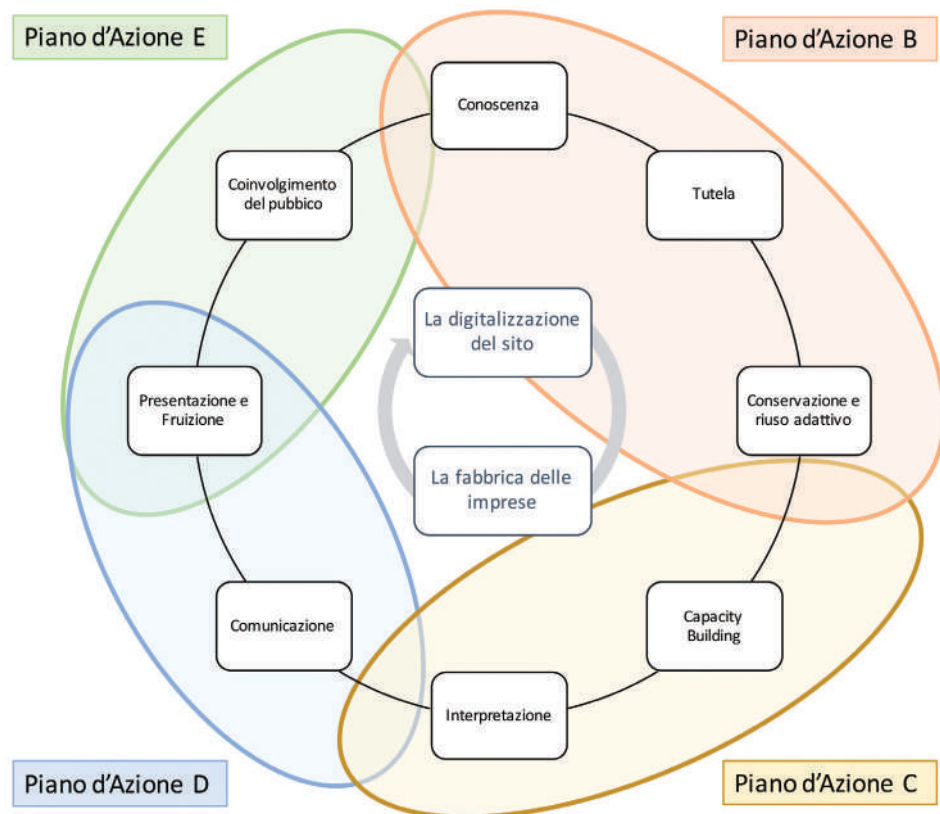 Piano d'Azione E
Piano d'Azione B
Conoscenza
Coinvolgimento
del pubbico
Tutela
La digitalizzazione
del sito
Presentazione e
Fruizione
Conservazione e
riuso adattivo
La fabbrica delle
imprese
Comunicazione
Capacity
Building
Interpretazione
Piano d'Azione D
Piano d'Azione C